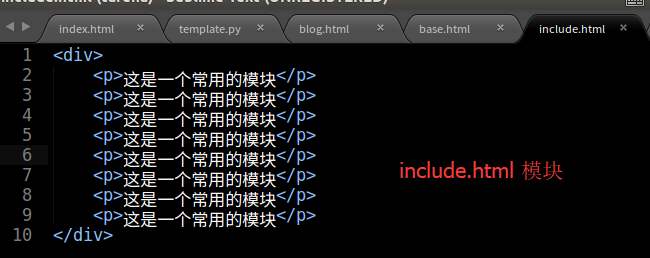 index.html × template.py × blog.html × base.html × include.html ×
1 <div>
2 <p>这是一个常用的模块</p>
3 <p>这是一个常用的模块</p>
4 <p>这是一个常用的模块</p>
5 <p>这是一个常用的模块</p>
6 <p>这是一个常用的模块</p>
7 <p>这是一个常用的模块</p>
8 <p>这是一个常用的模块</p>
9 <p>这是一个常用的模块</p>
10 </div>
include.html 模块